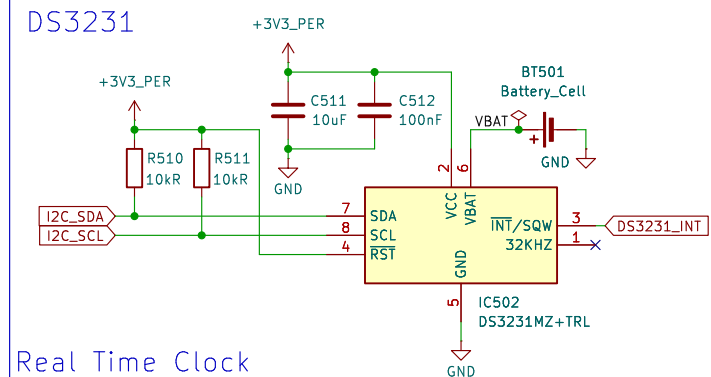 DS3231
+3V3_PER
+3V3_PER
BT501
Battery_Cell
C511
10uF
C512
100nF
VBAT
+
GND
R510
10kR
R511
10kR
GND
2
6
I2C_SDA
I2C_SCL
7
8
4
SDA
SCL
RST
VCC
VBAT
INT/SQW
32KHZ
GND
3
1
DS3231_INT
5
IC502
DS3231MZ+TRL
GND
Real Time Clock